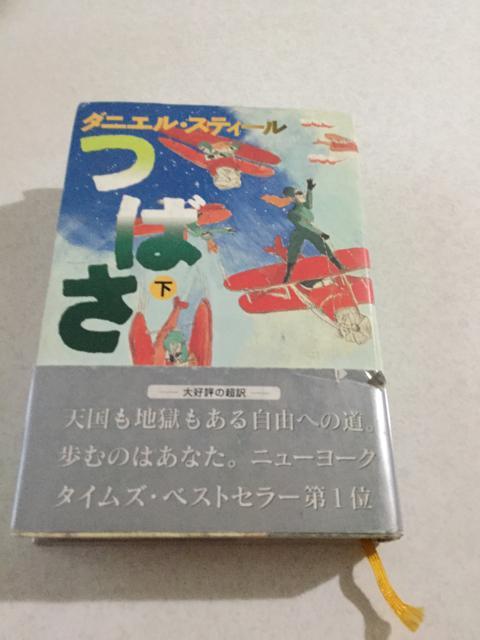 ダニエル・スティール
つばさ
下
大好評の超訳
天国も地獄もある自由への道。
歩むのはあなた。ニューヨーク
タイムズ・ベストセラー第1位